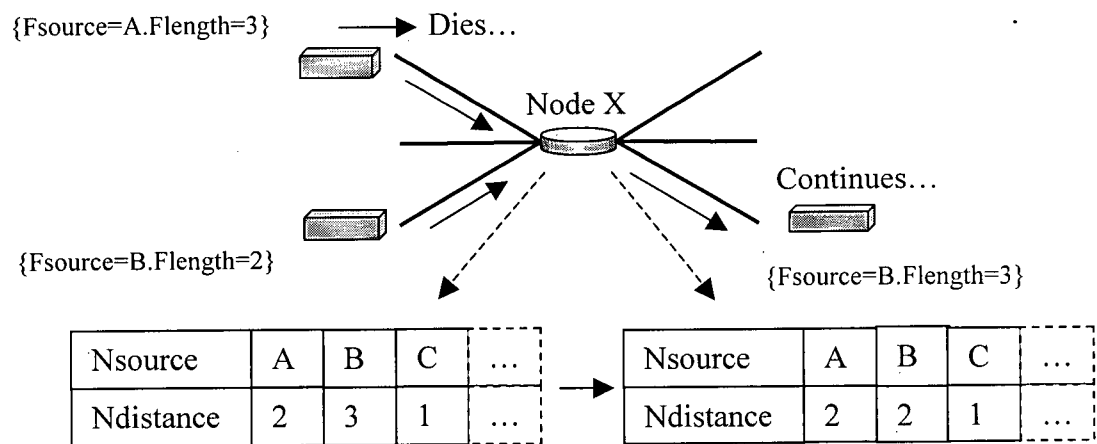 {Fsource=A.Flength=3} Dies…
Node X
Continues…
{Fsource=B.Flength=2}
{Fsource=B.Flength=3}
Nsource A B C …
Ndistance 2 3 1 …
Nsource A B C …
Ndistance 2 2 1 …